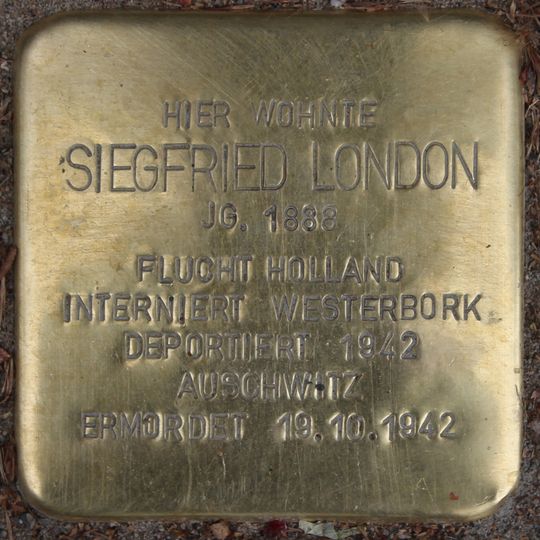 HIER WOHNTE
SIEGFRIED LONDON
JG. 1888
FLUCHT HOLLAND
INTERNIERT WESTERBORK
DEPORTIERT 1942
AUSCHWITZ
ERMORDET 19.10.1942